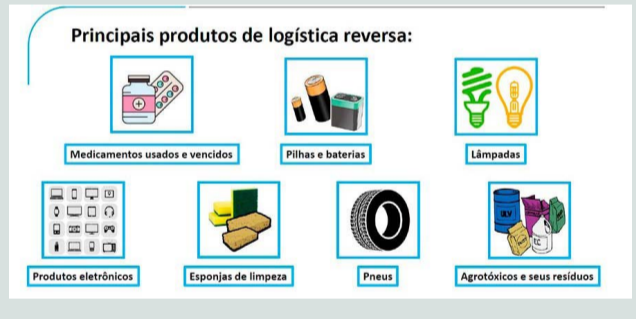 Principais produtos de logística reversa:
Medicamentos usados e vencidos
Pilhas e baterias
Lâmpadas
Produtos eletrônicos
Esponjas de limpeza
Pneus
Agrotóxicos e seus resíduos